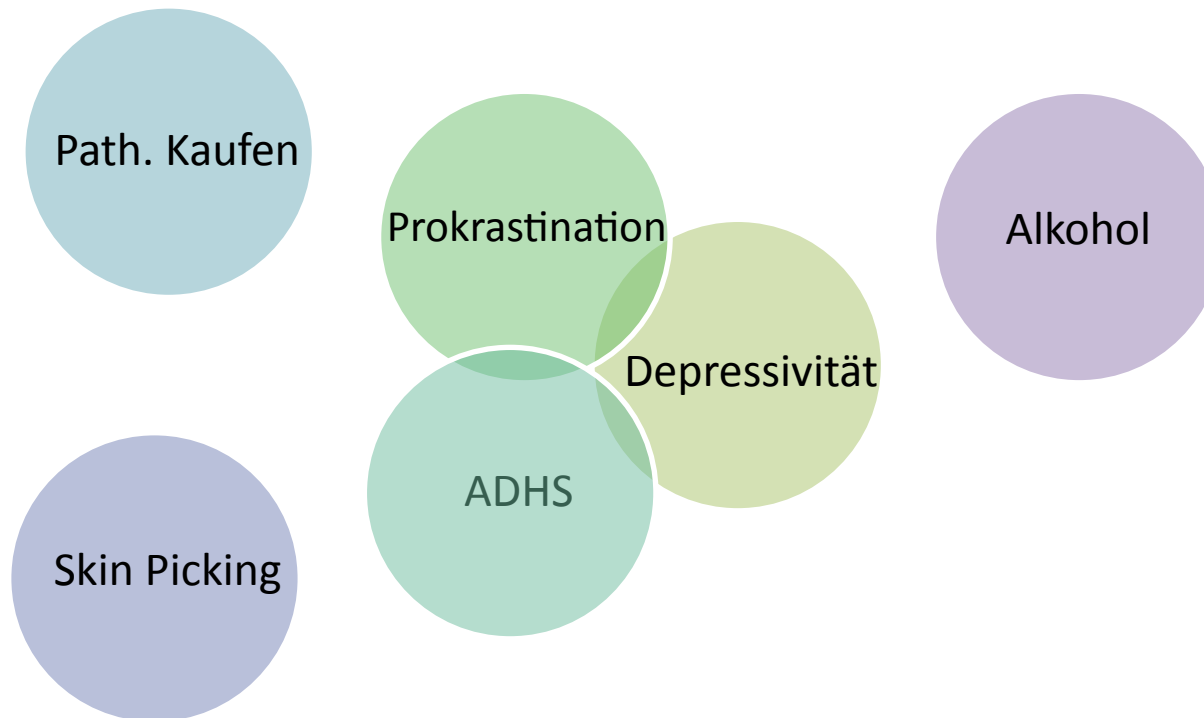 Path. Kaufen
Prokrastination
Alkohol
Depressivität
ADHS
Skin Picking